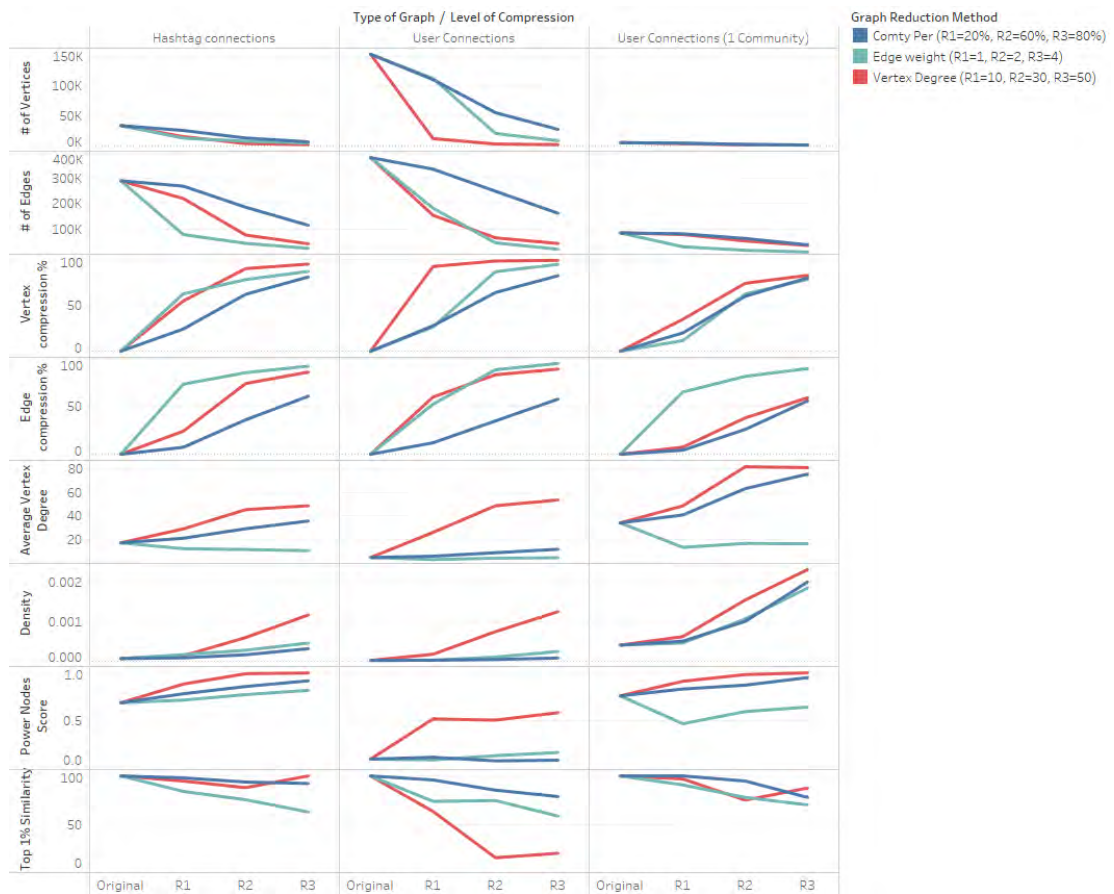 Type of Graph / Level of Compression
Hashtag connections
User Connections
User Connections (1 Community)
Graph Reduction Method
Comty Per (R1=20%, R2=60%, R3=80%)
Edge weight (R1=1, R2=2, R3=4)
Vertex Degree (R1=10, R2=30, R3=50)
# of Vertices
150K
100K
50K
0K
# of Edges
400K
300K
200K
100K
Vertex
compression %
100
50
0
Edge
compression %
100
50
0
Average Vertex
Degree
80
60
40
20
Density
0.002
0.001
0.000
Power Nodes
Score
1.0
0.5
0.0
Top 1% Similarity
100
50
0
Original R1 R2 R3
Original R1 R2 R3
Original R1 R2 R3